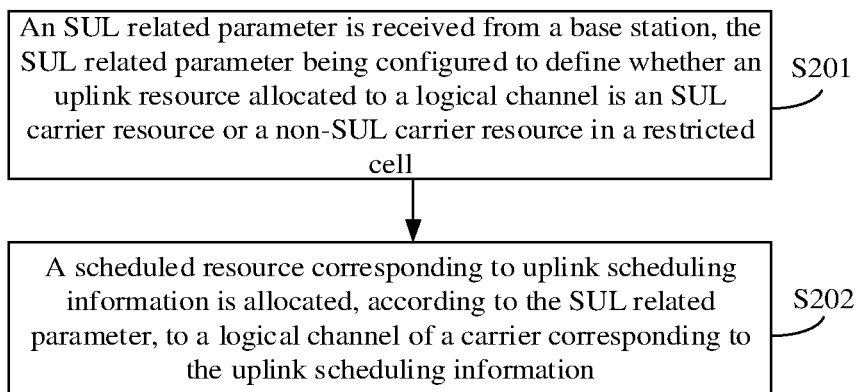 An SUL related parameter is received from a base station, the
SUL related parameter being configured to define whether an
uplink resource allocated to a logical channel is an SUL
carrier resource or a non-SUL carrier resource in a restricted
cell
S201
A scheduled resource corresponding to uplink scheduling
information is allocated, according to the SUL related
parameter, to a logical channel of a carrier corresponding to
the uplink scheduling information
S202